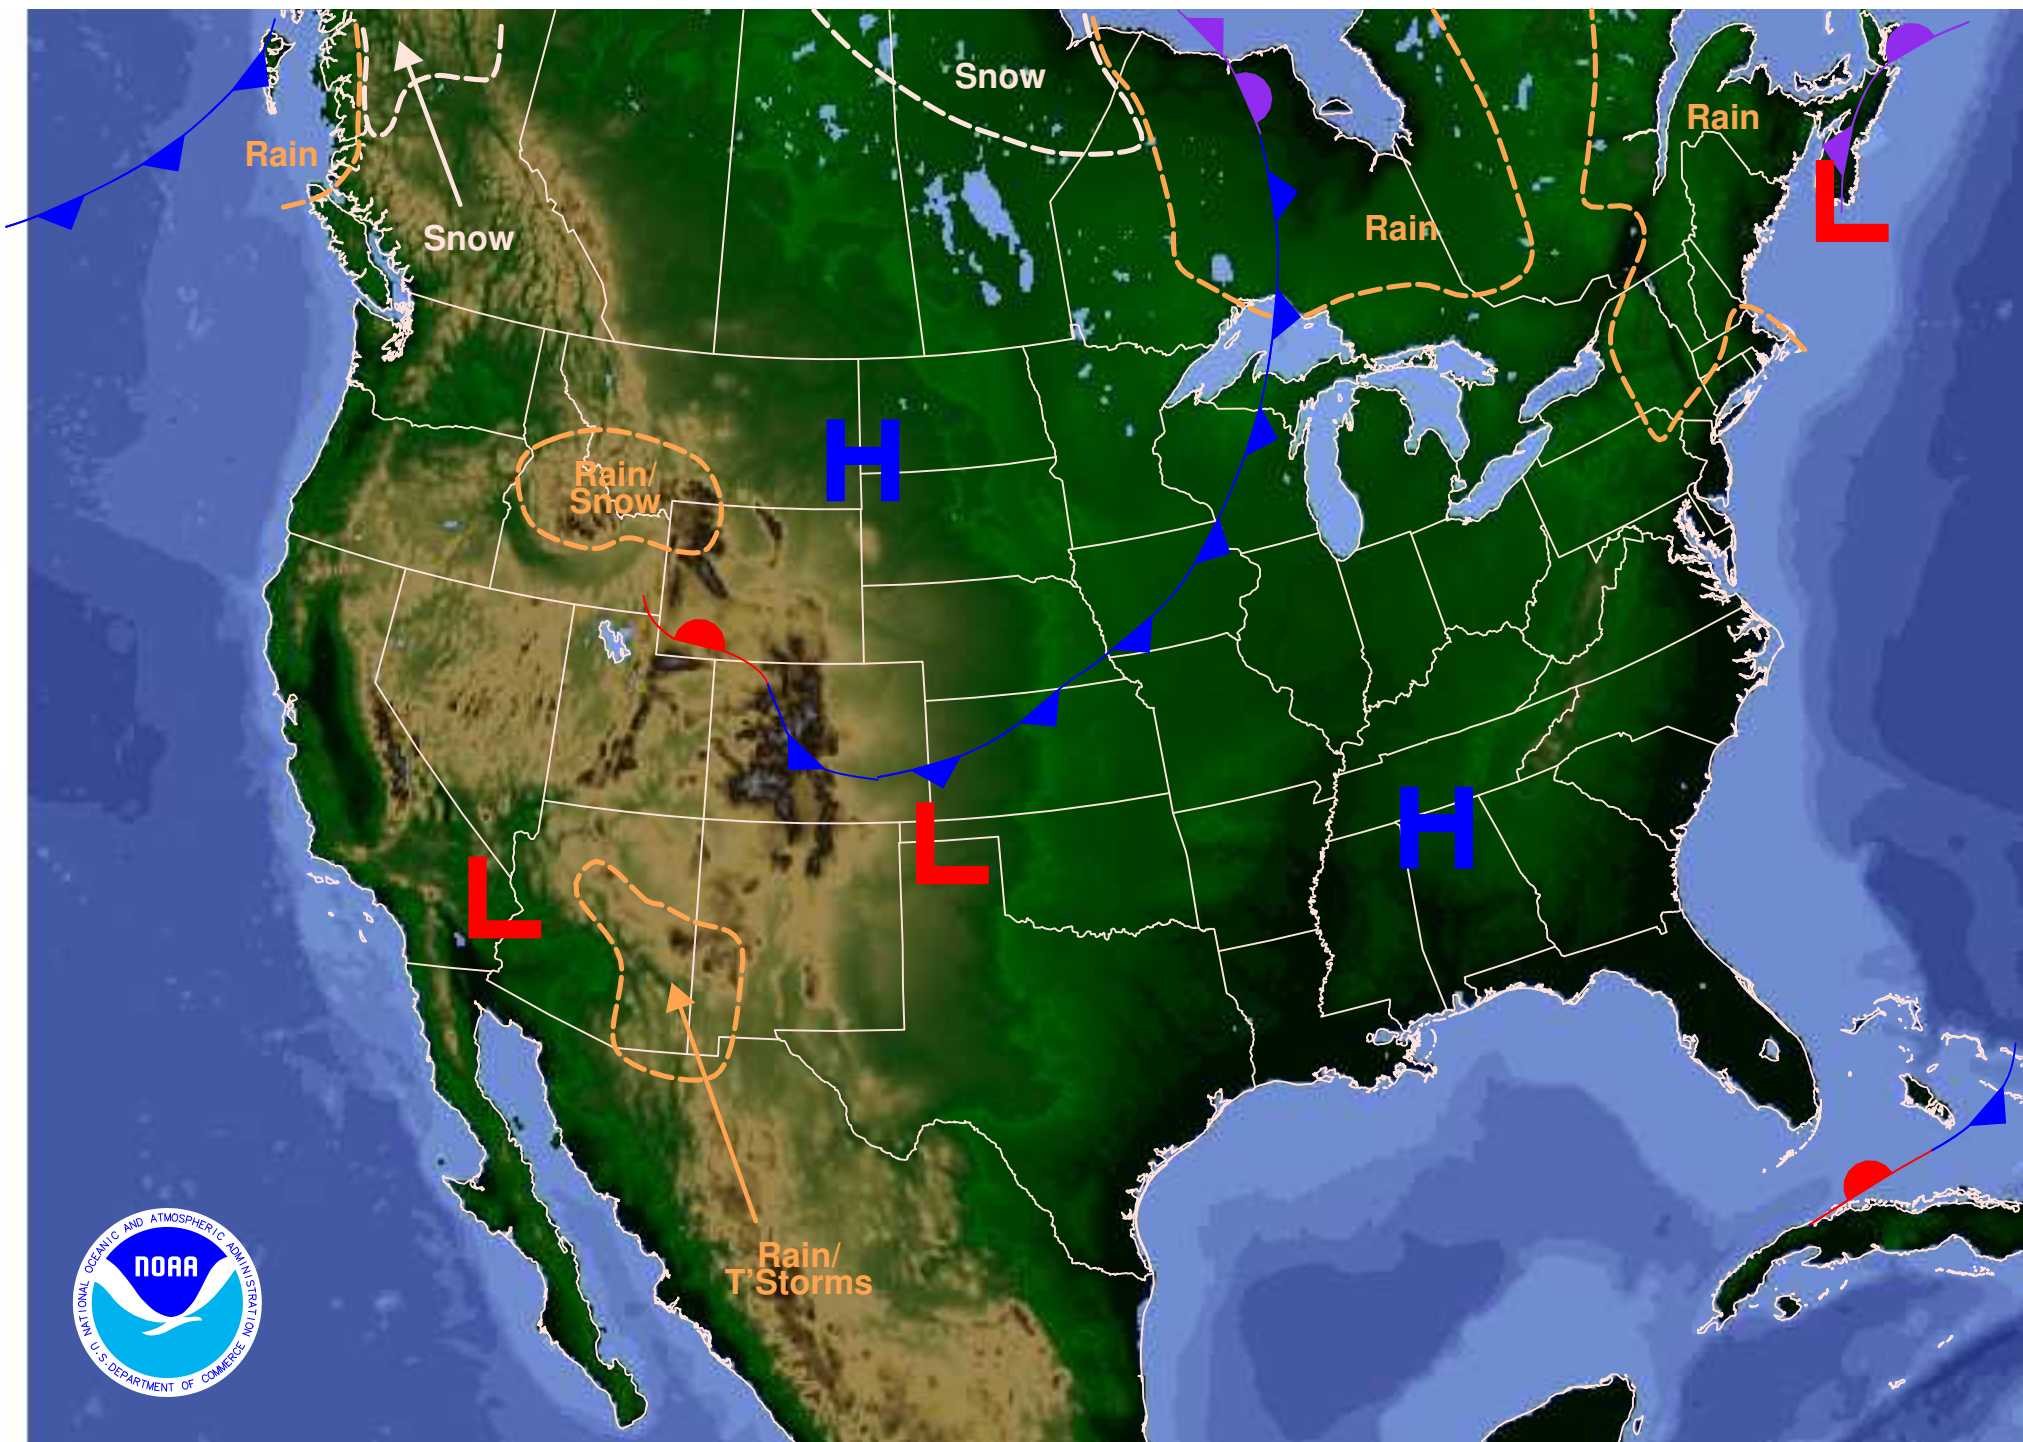 Snow
Rain
Rain
Snow
Rain
Rain/
Snow
H
L
L
H
L
Rain/
T'Storms
NATIONAL OCEANIC AND ATMOSPHERIC ADMINISTRATION
NOAA
U.S. DEPARTMENT OF COMMERCE